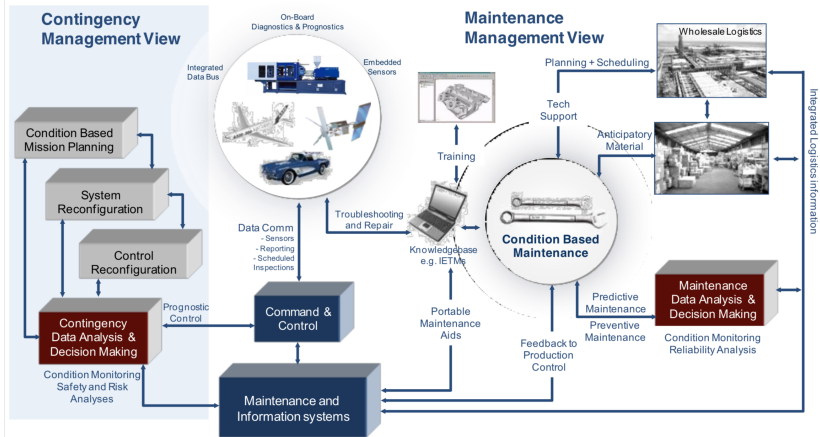 Contingency
Management View
On-Board
Diagnostics & Prognostics
Integrated
Data Bus
Embedded
Sensors
Maintenance
Management View
Wholesale Logistics
Planning + Scheduling
Tech
Support
Anticipatory
Material
Integrated Logistics information
Condition Based
Mission Planning
System
Reconfiguration
Control
Reconfiguration
Training
Troubleshooting
and Repair
Knowledgebase
e.g. IETMs
Condition Based
Maintenance
Data Comm
- Sensors
- Reporting
- Scheduled
Inspections
Contingency
Data Analysis &
Decision Making
Prognostic
Control
Command &
Control
Portable
Maintenance
Aids
Predictive
Maintenance
Preventive
Maintenance
Maintenance
Data Analysis &
Decision Making
Feedback to
Production
Control
Condition Monitoring
Reliability Analysis
Condition Monitoring
Safety and Risk
Analyses
Maintenance and
Information systems